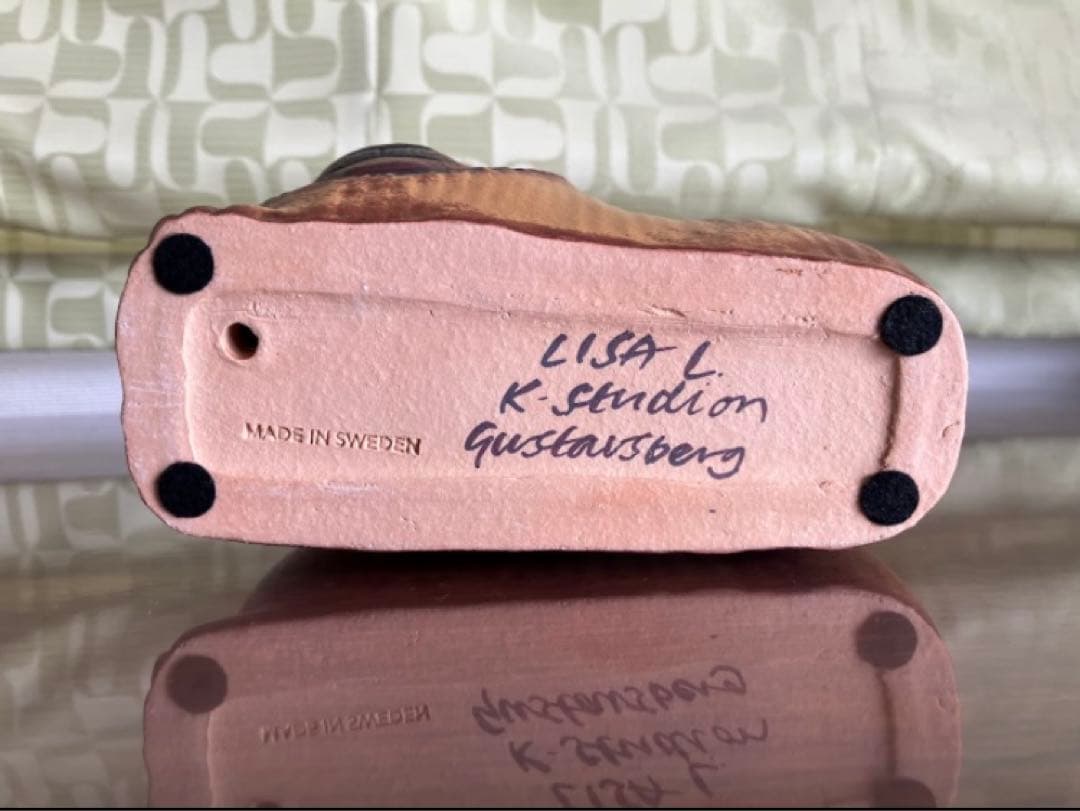 LISA L.
K-Studion
Gustavsberg
MADE IN SWEDEN